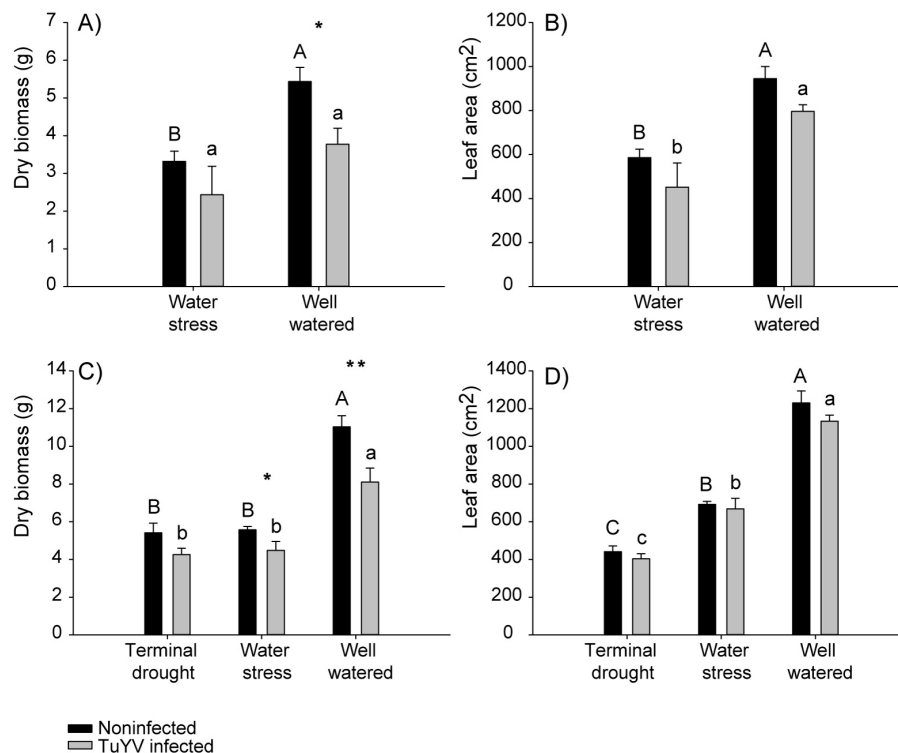 A)
*
Dry biomass (g)
7
6
5
4
3
2
1
0
B
a
A
a
Water
stress
Well
watered
B)
Leaf area (cm2)
1200
1000
800
600
400
200
0
B
b
A
a
Water
stress
Well
watered
C)
**
*
Dry biomass (g)
14
12
10
8
6
4
2
0
B
b
B
b
A
a
Terminal
drought
Water
stress
Well
watered
D)
Leaf area (cm2)
1400
1200
1000
800
600
400
200
0
C
c
B
b
A
a
Terminal
drought
Water
stress
Well
watered
Noninfected
TuYV infected